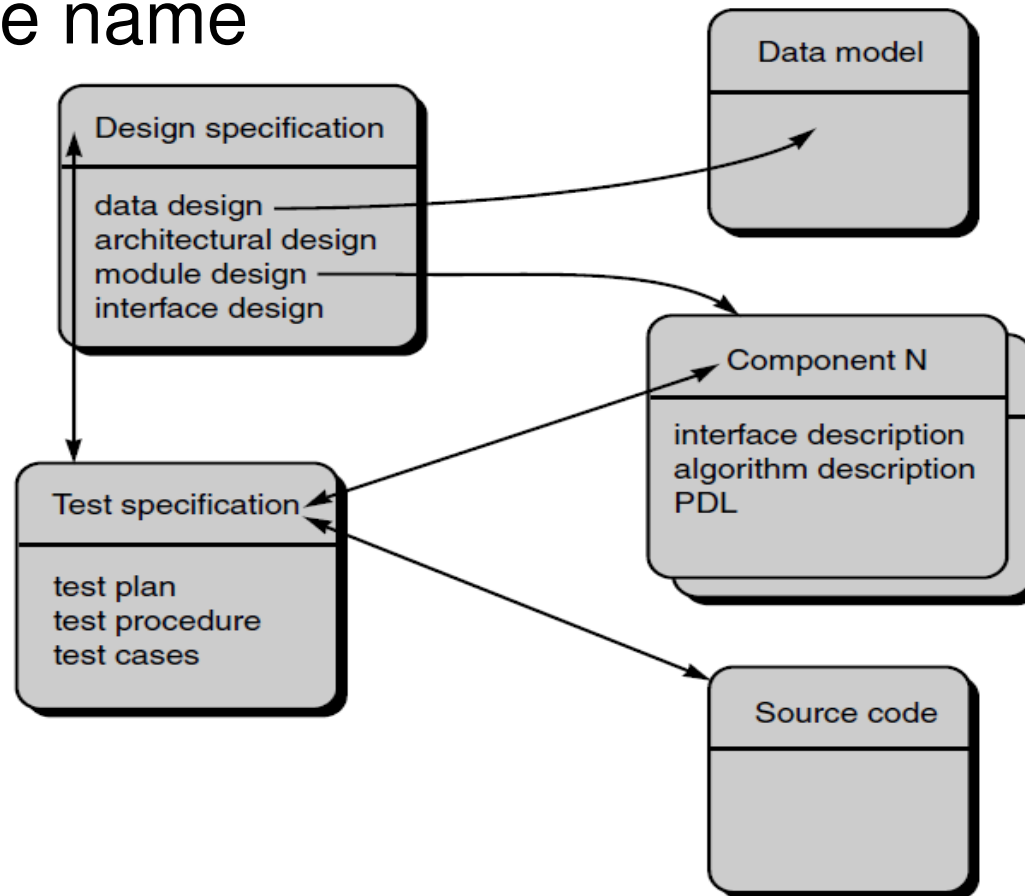 e name
Data model
Design specification
data design
architectural design
module design
interface design
Component N
interface description
algorithm description
PDL
Test specification
test plan
test procedure
test cases
Source code